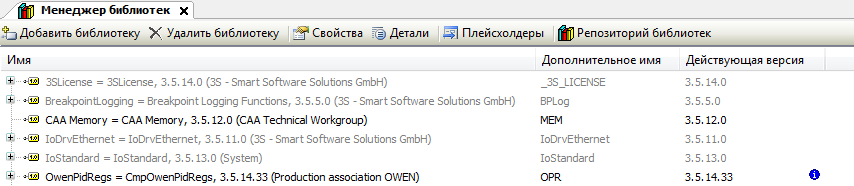 Менеджер библиотек
Добавить библиотеку Удалить библиотеку Свойства Детали Плейсхолдеры Репозиторий библиотек
Имя Дополнительное имя Действующая версия
3SLicense = 3SLicense, 3.5.14.0 (3S - Smart Software Solutions GmbH) _3S_LICENSE 3.5.14.0
BreakpointLogging = Breakpoint Logging Functions, 3.5.5.0 (3S - Smart Software Solutions GmbH) BPLog 3.5.5.0
CAA Memory = CAA Memory, 3.5.12.0 (CAA Technical Workgroup) MEM 3.5.12.0
IoDrvEthernet = IoDrvEthernet, 3.5.11.0 (3S - Smart Software Solutions GmbH) IoDrvEthernet 3.5.11.0
IoStandard = IoStandard, 3.5.13.0 (System) IoStandard 3.5.13.0
OwenPidRegs = CmpOwenPidRegs, 3.5.14.33 (Production association OWEN) OPR 3.5.14.33